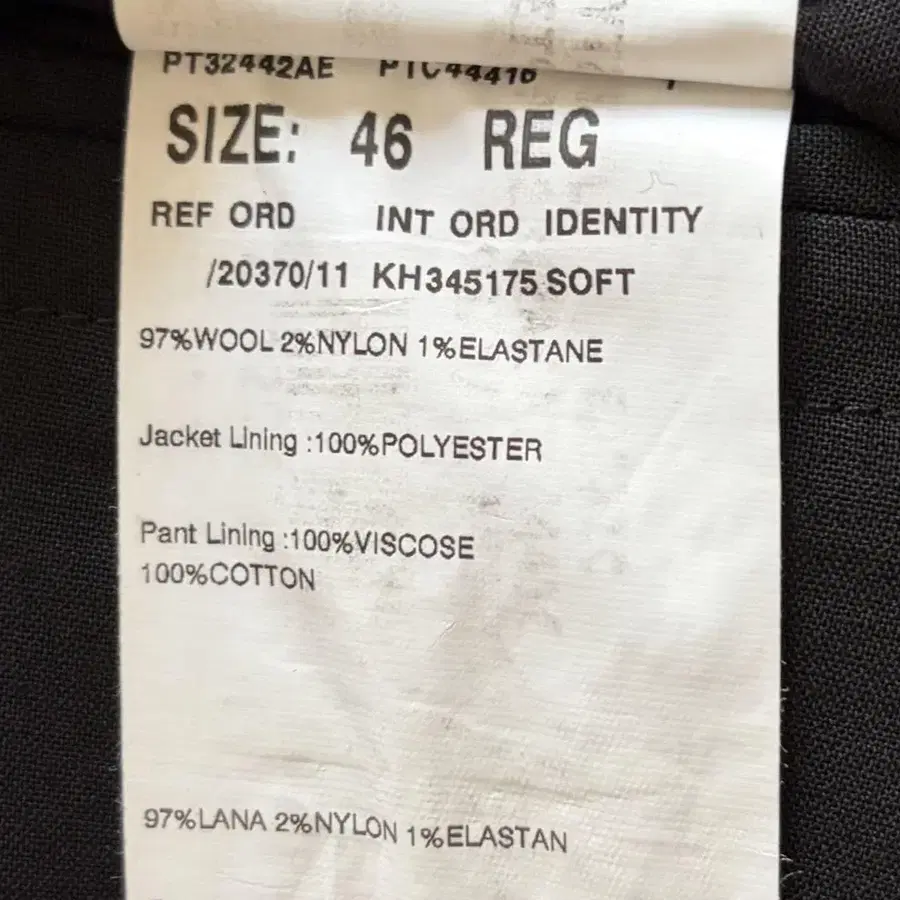 PT32442AE
SIZE: 46 REG
REF ORD INT ORD IDENTITY
/20370/11 KH345175 SOFT
97%WOOL 2%NYLON 1%ELASTANE
Jacket Lining :100%POLYESTER
Pant Lining :100%VISCOSE
100%COTTON
97%LANA 2%NYLON 1%ELASTAN